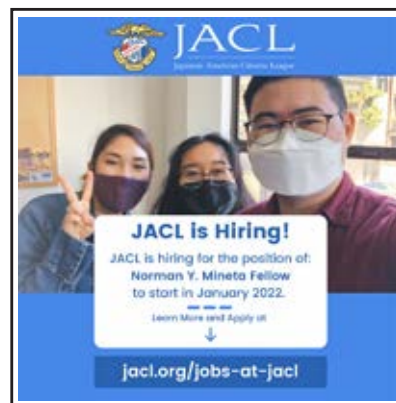 JACL
Japanese American Citizens League
JACL is Hiring!
JACL is hiring for the position of:
Norman Y. Mineta Fellow
to start in January 2022.
Learn More and Apply at
jacl.org/jobs-at-jacl